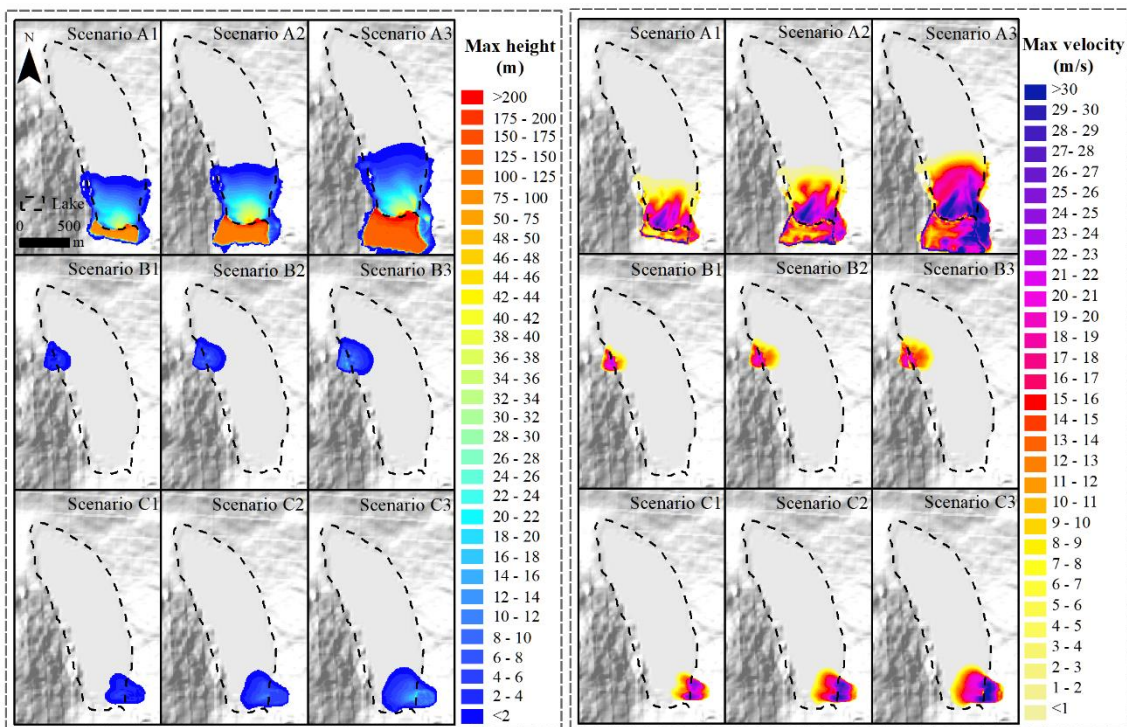 Scenario A1
Scenario A2
Scenario A3
N
Lake
0 500
m
Scenario B1
Scenario B2
Scenario B3
Scenario C1
Scenario C2
Scenario C3
Max height
(m)
>200
175 - 200
150 - 175
125 - 150
100 - 125
75 - 100
50 - 75
48 - 50
46 - 48
44 - 46
42 - 44
40 - 42
38 - 40
36 - 38
34 - 36
32 - 34
30 - 32
28 - 30
26 - 28
24 - 26
22 - 24
20 - 22
18 - 20
16 - 18
14 - 16
10 - 12
8 - 10
6 - 8
4 - 6
2 - 4
<2
Scenario A1
Scenario A2
Scenario A3
Scenario B1
Scenario B2
Scenario B3
Scenario C1
Scenario C2
Scenario C3
Max velocity
(m/s)
>30
29 - 30
28 - 29
27 - 28
26 - 27
25 - 26
24 - 25
23 - 24
22 - 23
21 - 22
20 - 21
19 - 20
18 - 19
17 - 18
16 - 17
15 - 16
14 - 15
13 - 14
12 - 13
11 - 12
10 - 11
9 - 10
8 - 9
7 - 8
6 - 7
5 - 6
4 - 5
3 - 4
2 - 3
1 - 2
<1